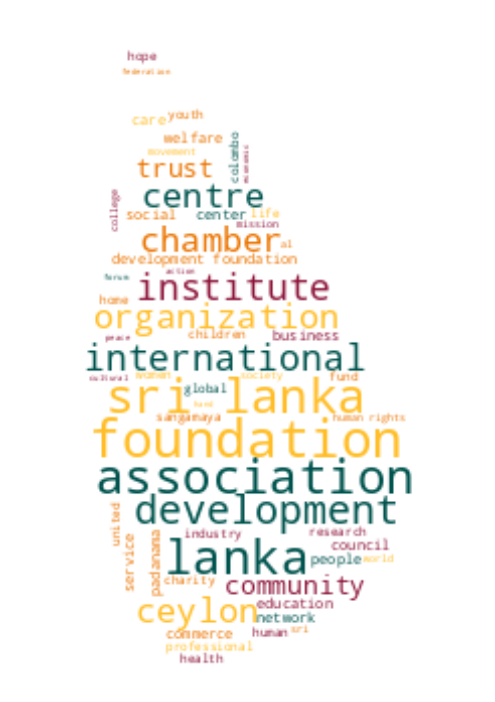 hope
federation
care youth
welfare
movement
colombo
economic
trust
centre
college
social center life
mission
chamber al
development foundation
action
forum
institute
home
organization
children business
peace
international
cultural women society fund
global
sri lanka
sangamaya human rights
foundation
association
development
united
industry research
council
service
padanama
lanka people world
charity community
ceylon education
network
commerce human sri
professional
health